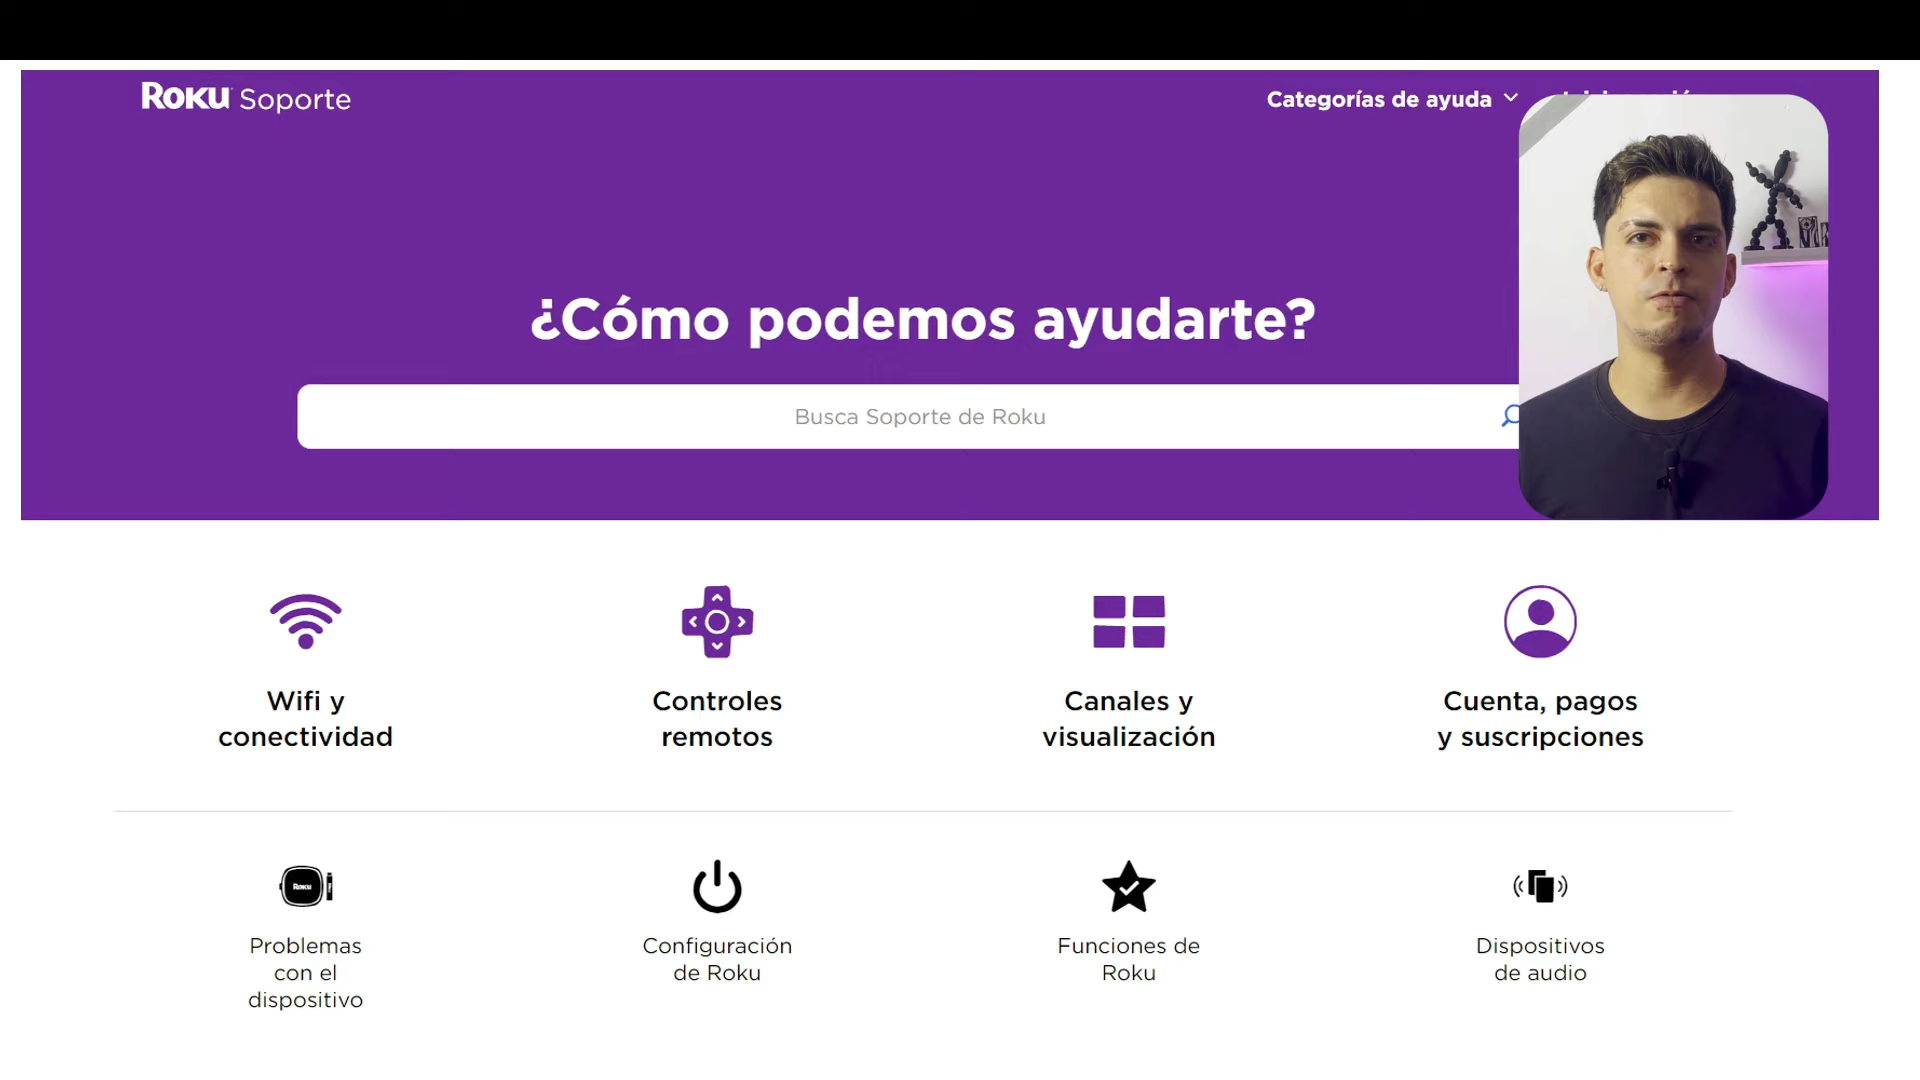 ROKU Soporte
Categorías de ayuda
¿Cómo podemos ayudarte?
Busca Soporte de Roku
Wifi y
conectividad
Controles
remotos
Canales y
visualización
Cuenta, pagos
y suscripciones
ROKU
Problemas
con el
dispositivo
Configuración
de Roku
Funciones de
Roku
Dispositivos
de audio